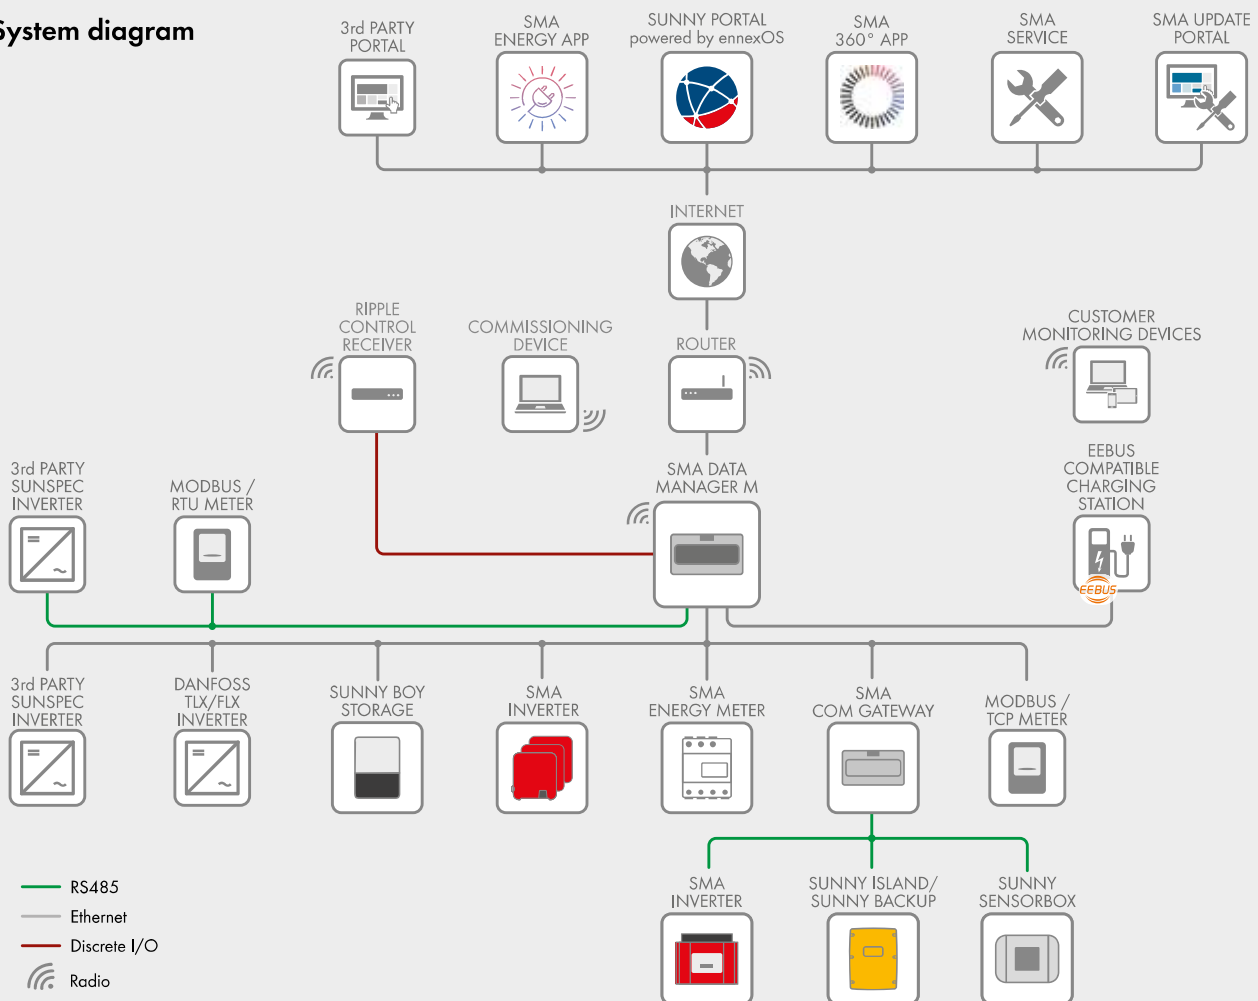 System diagram
3rd PARTY
PORTAL
SMA
ENERGY APP
SUNNY PORTAL
powered by ennexOS
SMA
360° APP
SMA
SERVICE
SMA UPDATE
PORTAL
INTERNET
RIPPLE
CONTROL
RECEIVER
COMMISSIONING
DEVICE
ROUTER
CUSTOMER
MONITORING DEVICES
3rd PARTY
SUNSPEC
INVERTER
MODBUS /
RTU METER
SMA DATA
MANAGER M
EEBUS
COMPATIBLE
CHARGING
STATION
EEBUS
3rd PARTY
SUNSPEC
INVERTER
DANFOSS
TLX/FLX
INVERTER
SUNNY BOY
STORAGE
SMA
INVERTER
SMA
ENERGY METER
SMA
COM GATEWAY
MODBUS /
TCP METER
SMA
INVERTER
SUNNY ISLAND/
SUNNY BACKUP
SUNNY
SENSORBOX
RS485
Ethernet
Discrete I/O
Radio